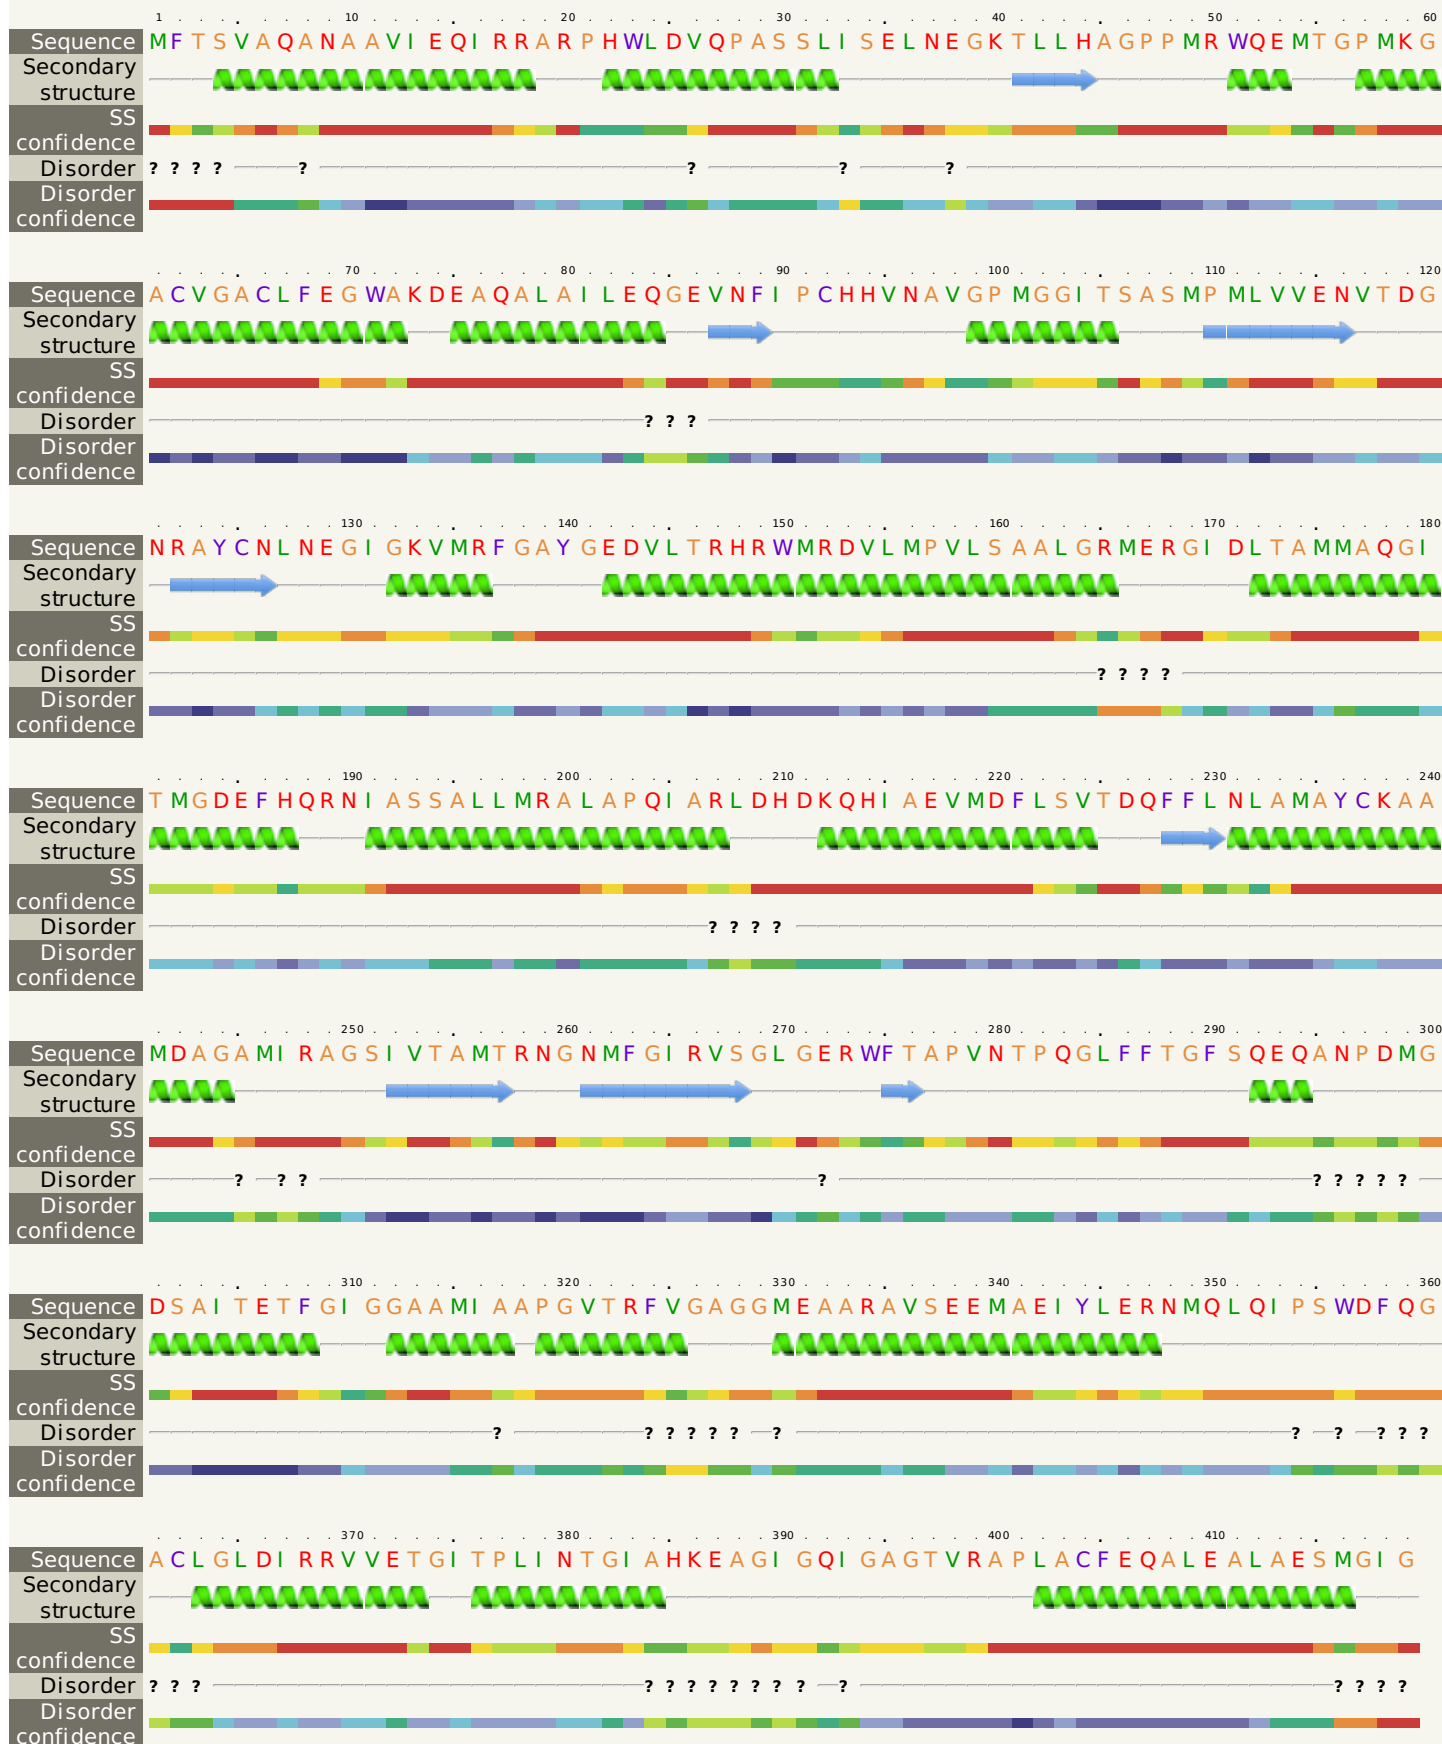 1 10 20 30 40 50 60
Sequence MFTSVAQANAAVIEQIRRARPHWLDVQPASSLISELNEGKTLLHAGPPMRWQEMTGPMKG
Secondary
structure
SS
confidence
Disorder ? ? ? ? ? ? ? ?
Disorder
confidence
70 80 90 100 110 120
Sequence ACVGACLFEGWAKDEAQALAILEQGEVNFIPCHHVNAVGPMGGITSASMPMLVVENVTDG
Secondary
structure
SS
confidence
Disorder ? ? ?
Disorder
confidence
130 140 150 160 170 180
Sequence NRAYCNLNEGIGKVMRFGAYGEDVLTRHRWMRDVLMPVLSAALGRMERGIDLTAMMAQGI
Secondary
structure
SS
confidence
Disorder ? ? ? ?
Disorder
confidence
190 200 210 220 230 240
Sequence TMGDEFHQRNIASSALLMRALAPQIARLDHDKQHIAEVMDFLSVTDQFFLNLAMAYCKAA
Secondary
structure
SS
confidence
Disorder ? ? ? ?
Disorder
confidence
250 260 270 280 290 300
Sequence MDAGAMIRAGSIVTAMTRNGNMFGIRVSGLGERWFTAPVNTPQGLFFTGFSQEQANPDMG
Secondary
structure
SS
confidence
Disorder ? ? ? ? ? ? ? ? ?
Disorder
confidence
310 320 330 340 350 360
Sequence DSAITETFGIGGAAMIAAPGVTRFVGAGGMEAARAVSEEMAEIYLERNMQLQIPSWDFQG
Secondary
structure
SS
confidence
Disorder ? ? ? ? ? ? ? ? ? ? ? ?
Disorder
confidence
370 380 390 400 410
Sequence ACLGLDIRRVVETGITPLINTGIAHKEAGIGQIGAGTVRAPLACFEQALEALAESMGIG
Secondary
structure
SS
confidence
Disorder ? ? ? ? ? ? ? ? ? ? ? ? ? ? ? ?
Disorder
confidence